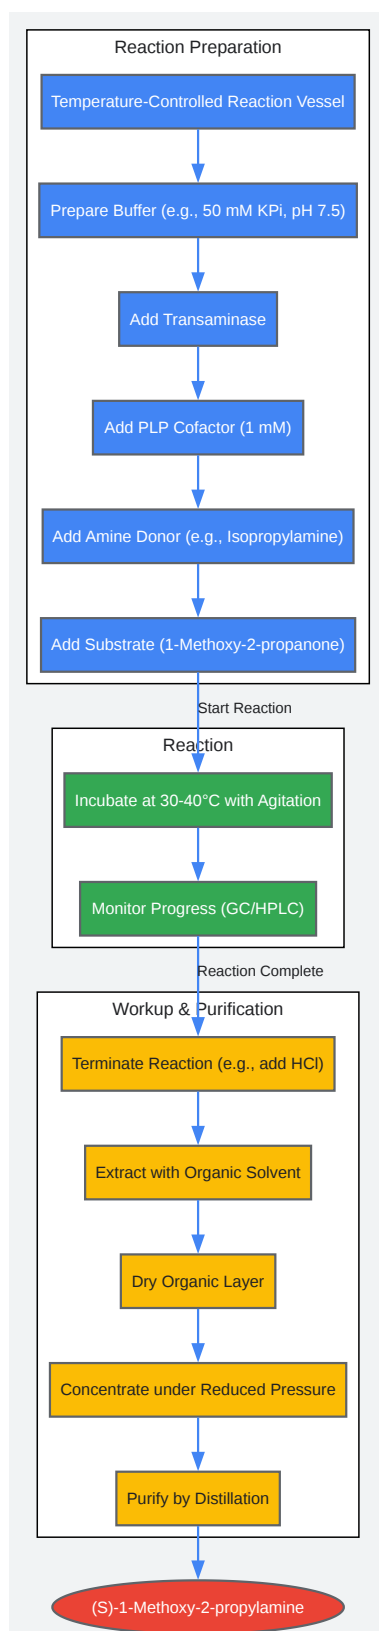 Reaction Preparation
Temperature-Controlled Reaction Vessel
Prepare Buffer (e.g., 50 mM KPi, pH 7.5)
Add Transaminase
Add PLP Cofactor (1 mM)
Add Amine Donor (e.g., Isopropylamine)
Add Substrate (1-Methoxy-2-propanone)
Start Reaction
Reaction
Incubate at 30-40°C with Agitation
Monitor Progress (GC/HPLC)
Reaction Complete
Workup & Purification
Terminate Reaction (e.g., add HCl)
Extract with Organic Solvent
Dry Organic Layer
Concentrate under Reduced Pressure
Purify by Distillation
(S)-1-Methoxy-2-propylamine